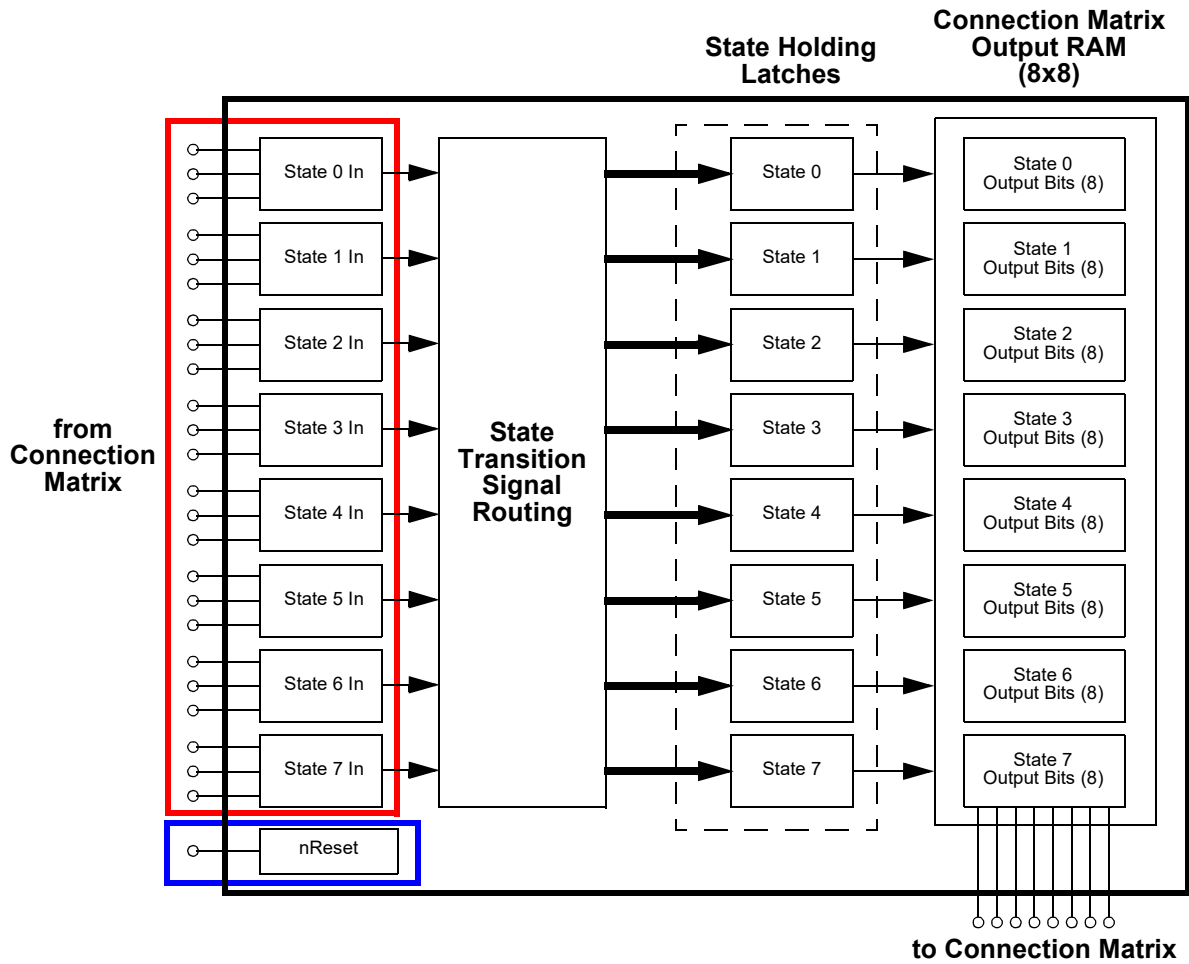 Connection Matrix
Output RAM
(8x8)
State Holding
Latches
State 0 In
State 1 In
State 2 In
State 3 In
State 4 In
State 5 In
State 6 In
State 7 In
nReset
from
Connection
Matrix
State
Transition
Signal
Routing
State 0
State 1
State 2
State 3
State 4
State 5
State 6
State 7
State 0
Output Bits (8)
State 1
Output Bits (8)
State 2
Output Bits (8)
State 3
Output Bits (8)
State 4
Output Bits (8)
State 5
Output Bits (8)
State 6
Output Bits (8)
State 7
Output Bits (8)
to Connection Matrix